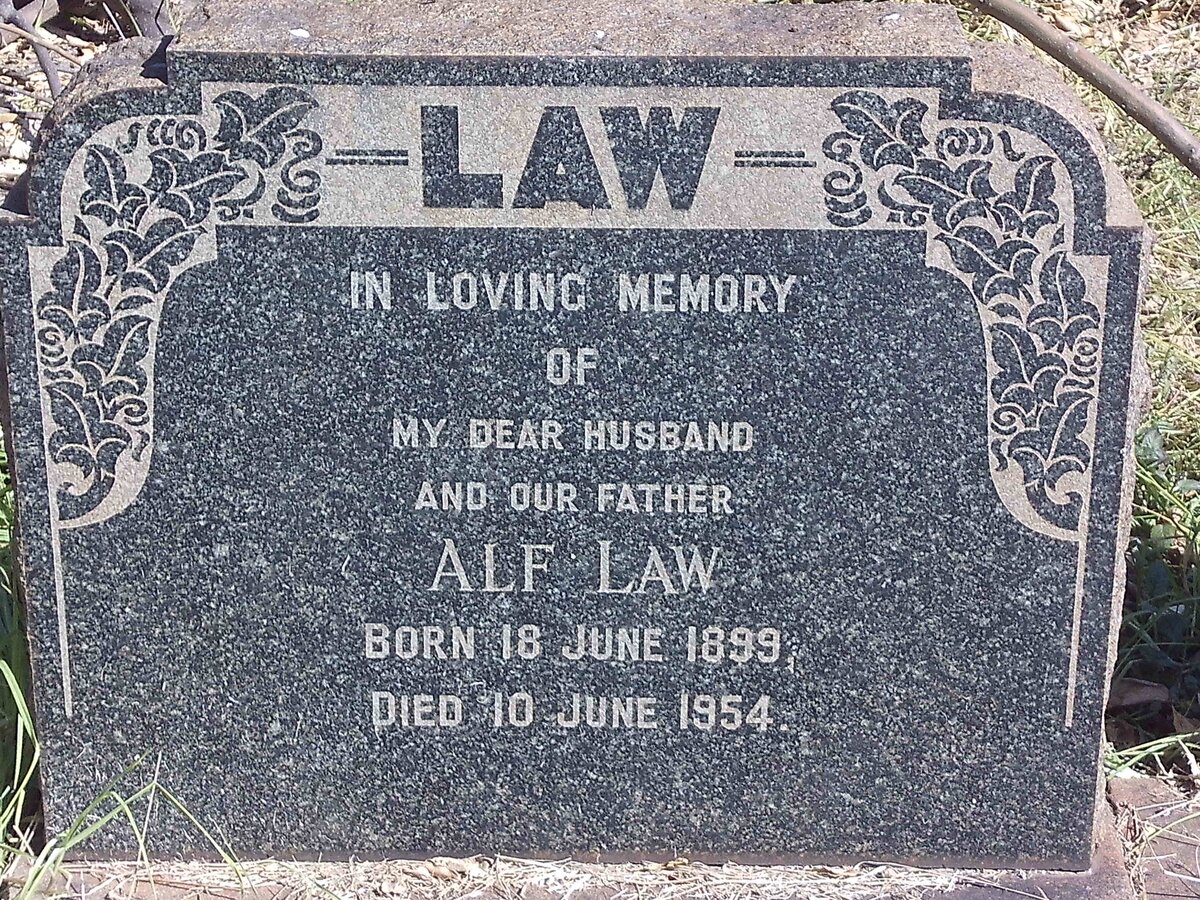 LAW
IN LOVING MEMORY
OF
MY DEAR HUSBAND
AND OUR FATHER
ALF LAW
BORN 18 JUNE 1899,
DIED 10 JUNE 1954.